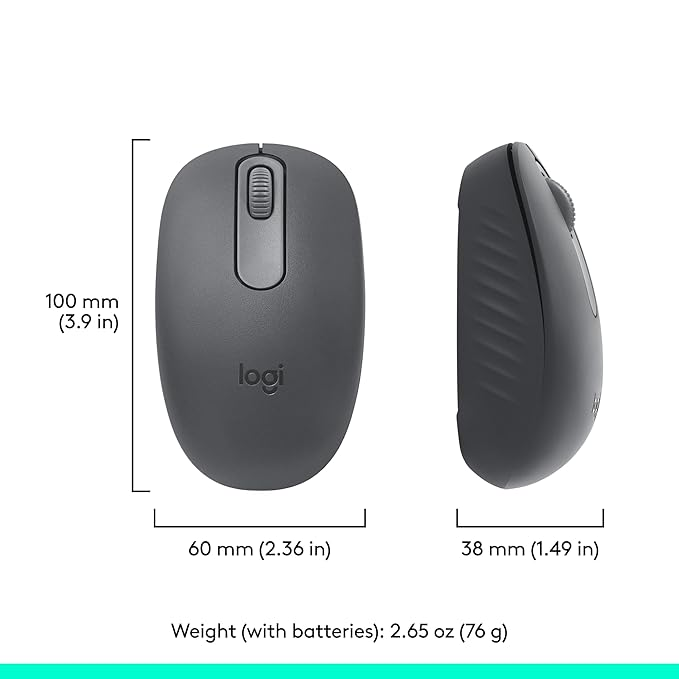 100 mm
(3.9 in)
logi
60 mm (2.36 in)
38 mm (1.49 in)
Weight (with batteries): 2.65 oz (76 g)